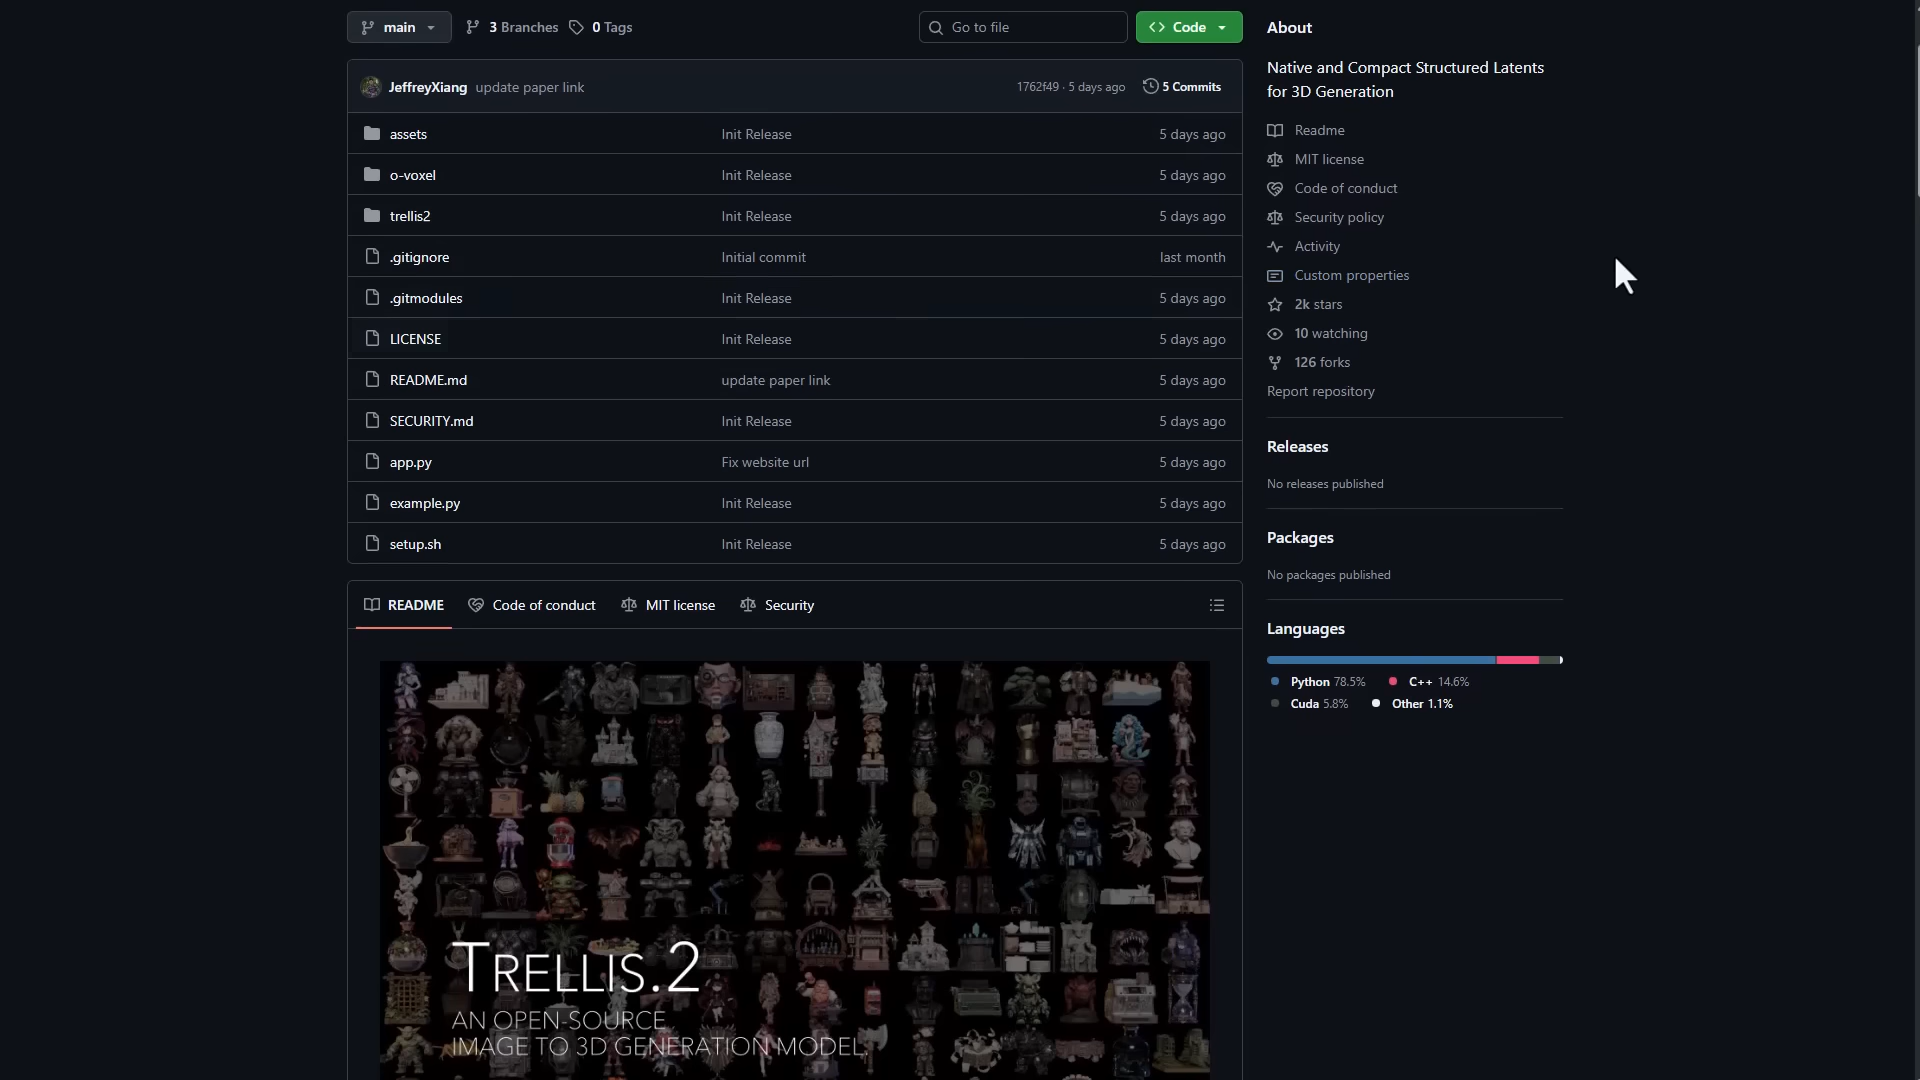 main
3 Branches
0 Tags
Go to file
Code
JeffreyXiang update paper link 1762f49 · 5 days ago 5 Commits
assets Init Release 5 days ago
o-voxel Init Release 5 days ago
trellis2 Init Release 5 days ago
.gitignore Initial commit last month
.gitmodules Init Release 5 days ago
LICENSE Init Release 5 days ago
README.md update paper link 5 days ago
SECURITY.md Init Release 5 days ago
app.py Fix website url 5 days ago
example.py Init Release 5 days ago
setup.sh Init Release 5 days ago
README Code of conduct MIT license Security
TRELLIS.2
AN OPEN-SOURCE
IMAGE TO 3D GENERATION MODEL.
About
Native and Compact Structured Latents
for 3D Generation
Readme
MIT license
Code of conduct
Security policy
Activity
Custom properties
2k stars
10 watching
126 forks
Report repository
Releases
No releases published
Packages
No packages published
Languages
Python 78.5% C++ 14.6%
Cuda 5.8% Other 1.1%